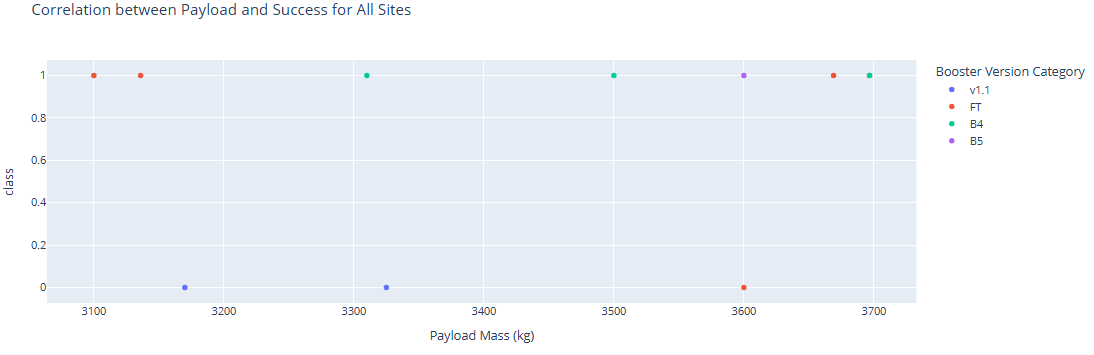 Correlation between Payload and Success for All Sites
1
0.8
0.6
0.4
0.2
0
class
3100 3200 3300 3400 3500 3600 3700
Payload Mass (kg)
Booster Version Category
v1.1
FT
B4
B5